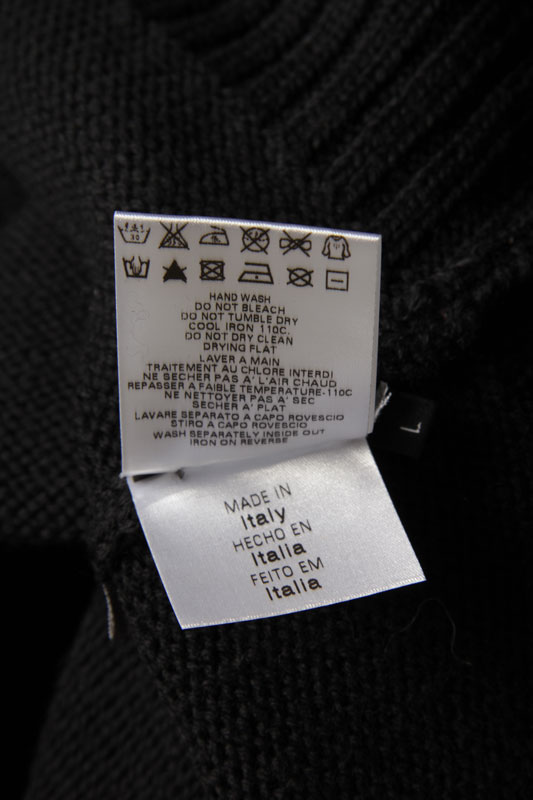 30
HAND WASH
DO NOT BLEACH
DO NOT TUMBLE DRY
COOL IRON 110C.
DO NOT DRY CLEAN
DRYING FLAT
LAVER A MAIN
TRAITEMENT AU CHLORE INTERDI
NE SECHER PAS A' L'AIR CHAUD
REPASSER A FAIBLE TEMPERATURE-110C
NE NETTOYER PAS A' SEC
SECHER A' PLAT
LAVARE SEPARATO A CAPO ROVESCIO
STIRO A CAPO ROVESCIO
WASH SEPARATELY INSIDE OUT
IRON ON REVERSE
L
MADE IN
Italy
HECHO EN
Italia
FEITO EM
Italia